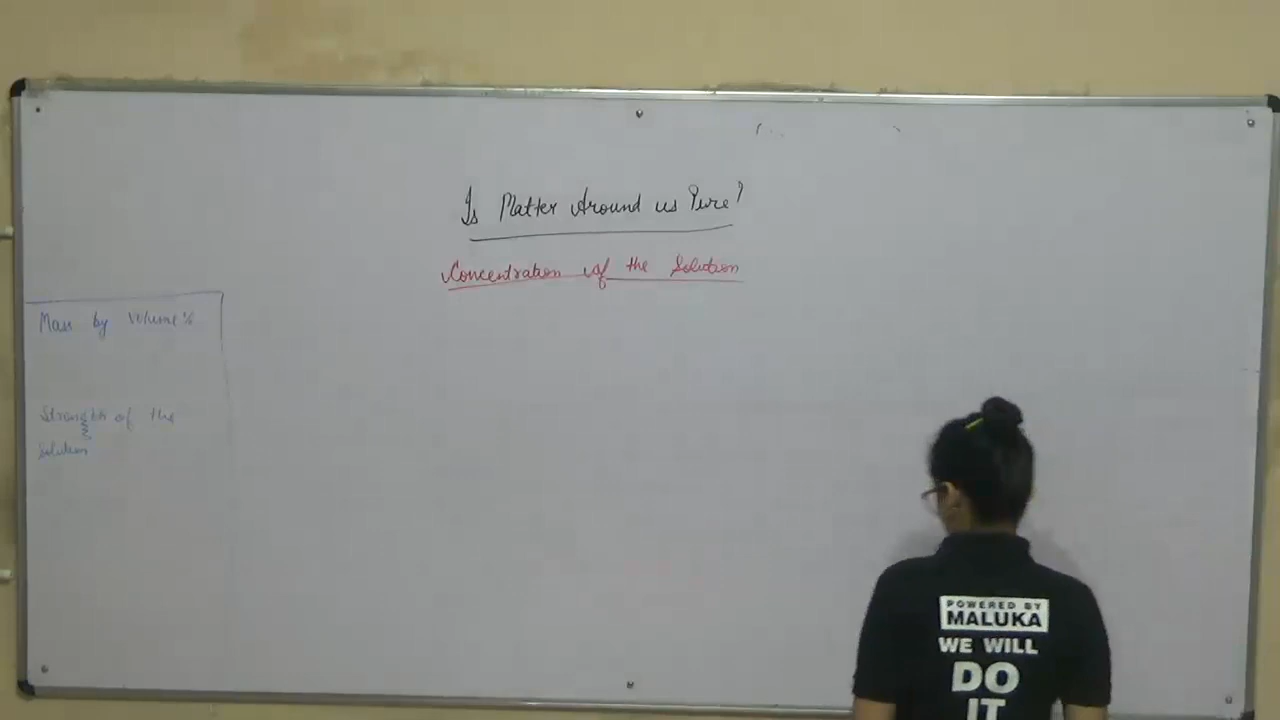 Is Matter Around us Pure?
Concentration of the Solution
Mass by Volume %
Strength of the
Solution
POWERED BY
MALUKA
WE WILL
DO
IT